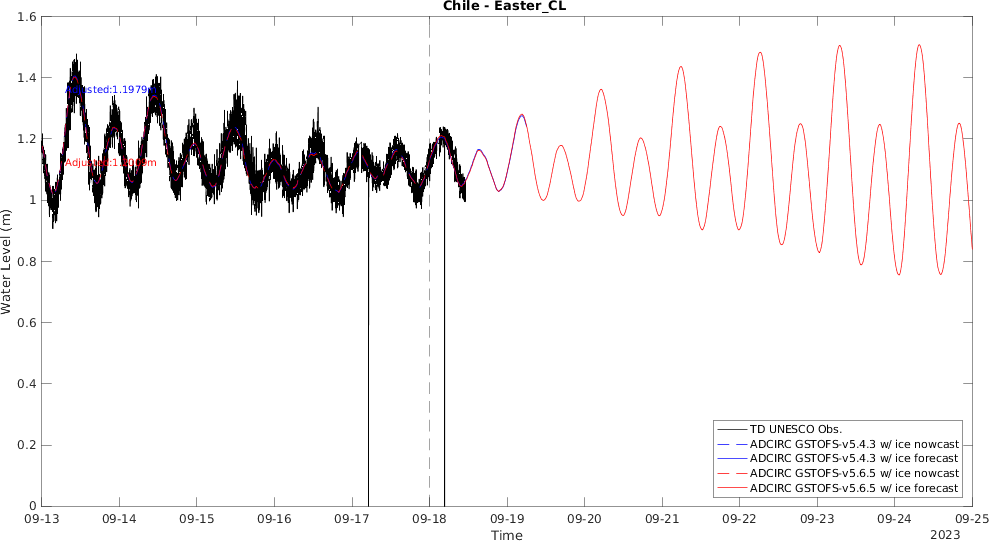 Chile - Easter_CL
1.6
1.4
1.2
1
0.8
0.6
0.4
0.2
0
Water Level (m)
Adjusted:1.1979m
TD UNESCO Obs.
ADCIRC GSTOFS-v5.4.3 w/ ice nowcast
ADCIRC GSTOFS-v5.4.3 w/ ice forecast
ADCIRC GSTOFS-v5.6.5 w/ ice nowcast
ADCIRC GSTOFS-v5.6.5 w/ ice forecast
09-13 09-14 09-15 09-16 09-17 09-18 09-19 09-20 09-21 09-22 09-23 09-24 09-25
Time
2023